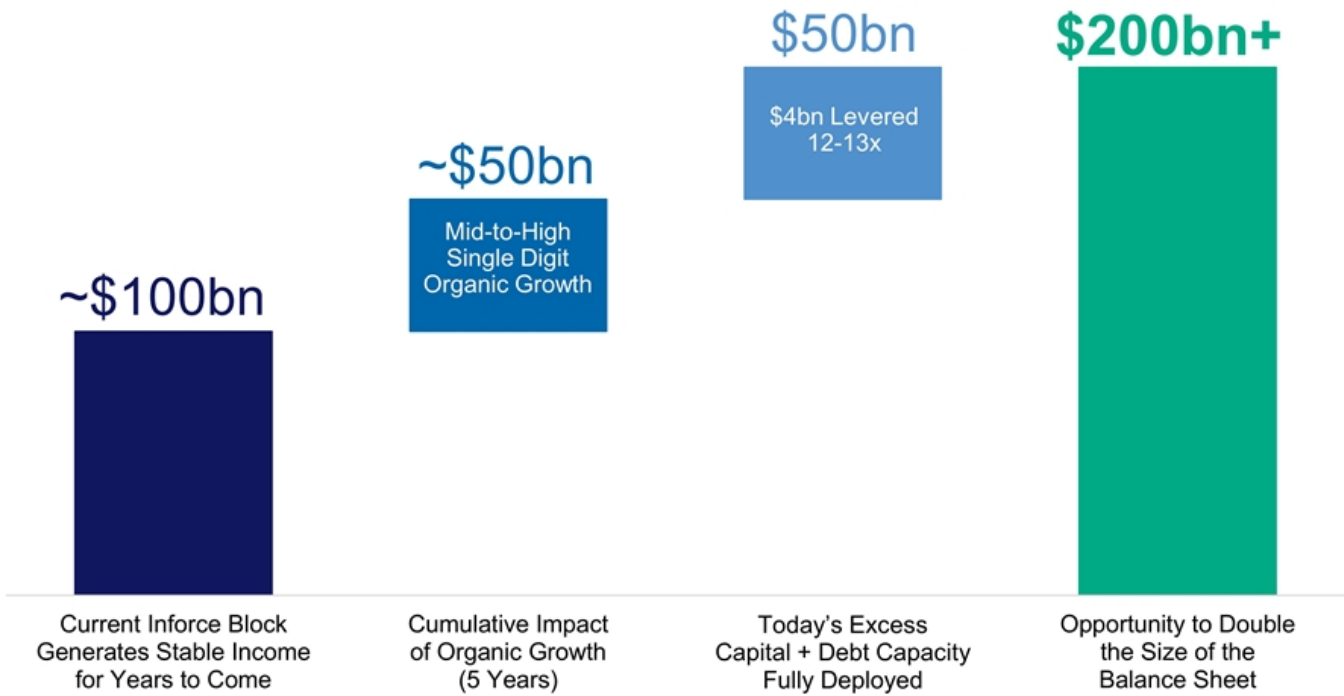 ~$100bn
Current Inforce Block
Generates Stable Income
for Years to Come
~$50bn
Mid-to-High
Single Digit
Organic Growth
Cumulative Impact
of Organic Growth
(5 Years)
$50bn
$4bn Levered
12-13x
Today’s Excess
Capital + Debt Capacity
Fully Deployed
$200bn+
Opportunity to Double
the Size of the
Balance Sheet